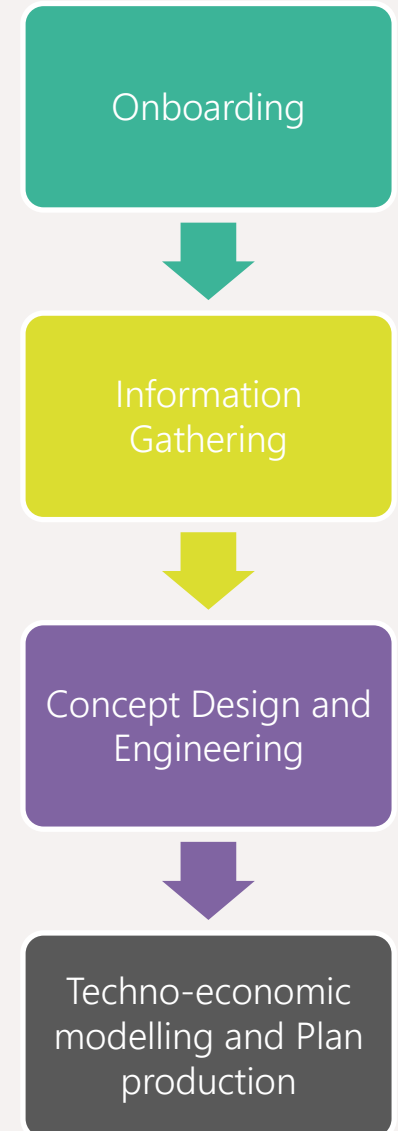 Onboarding
Information
Gathering
Concept Design and
Engineering
Techno-economic
modelling and Plan
production